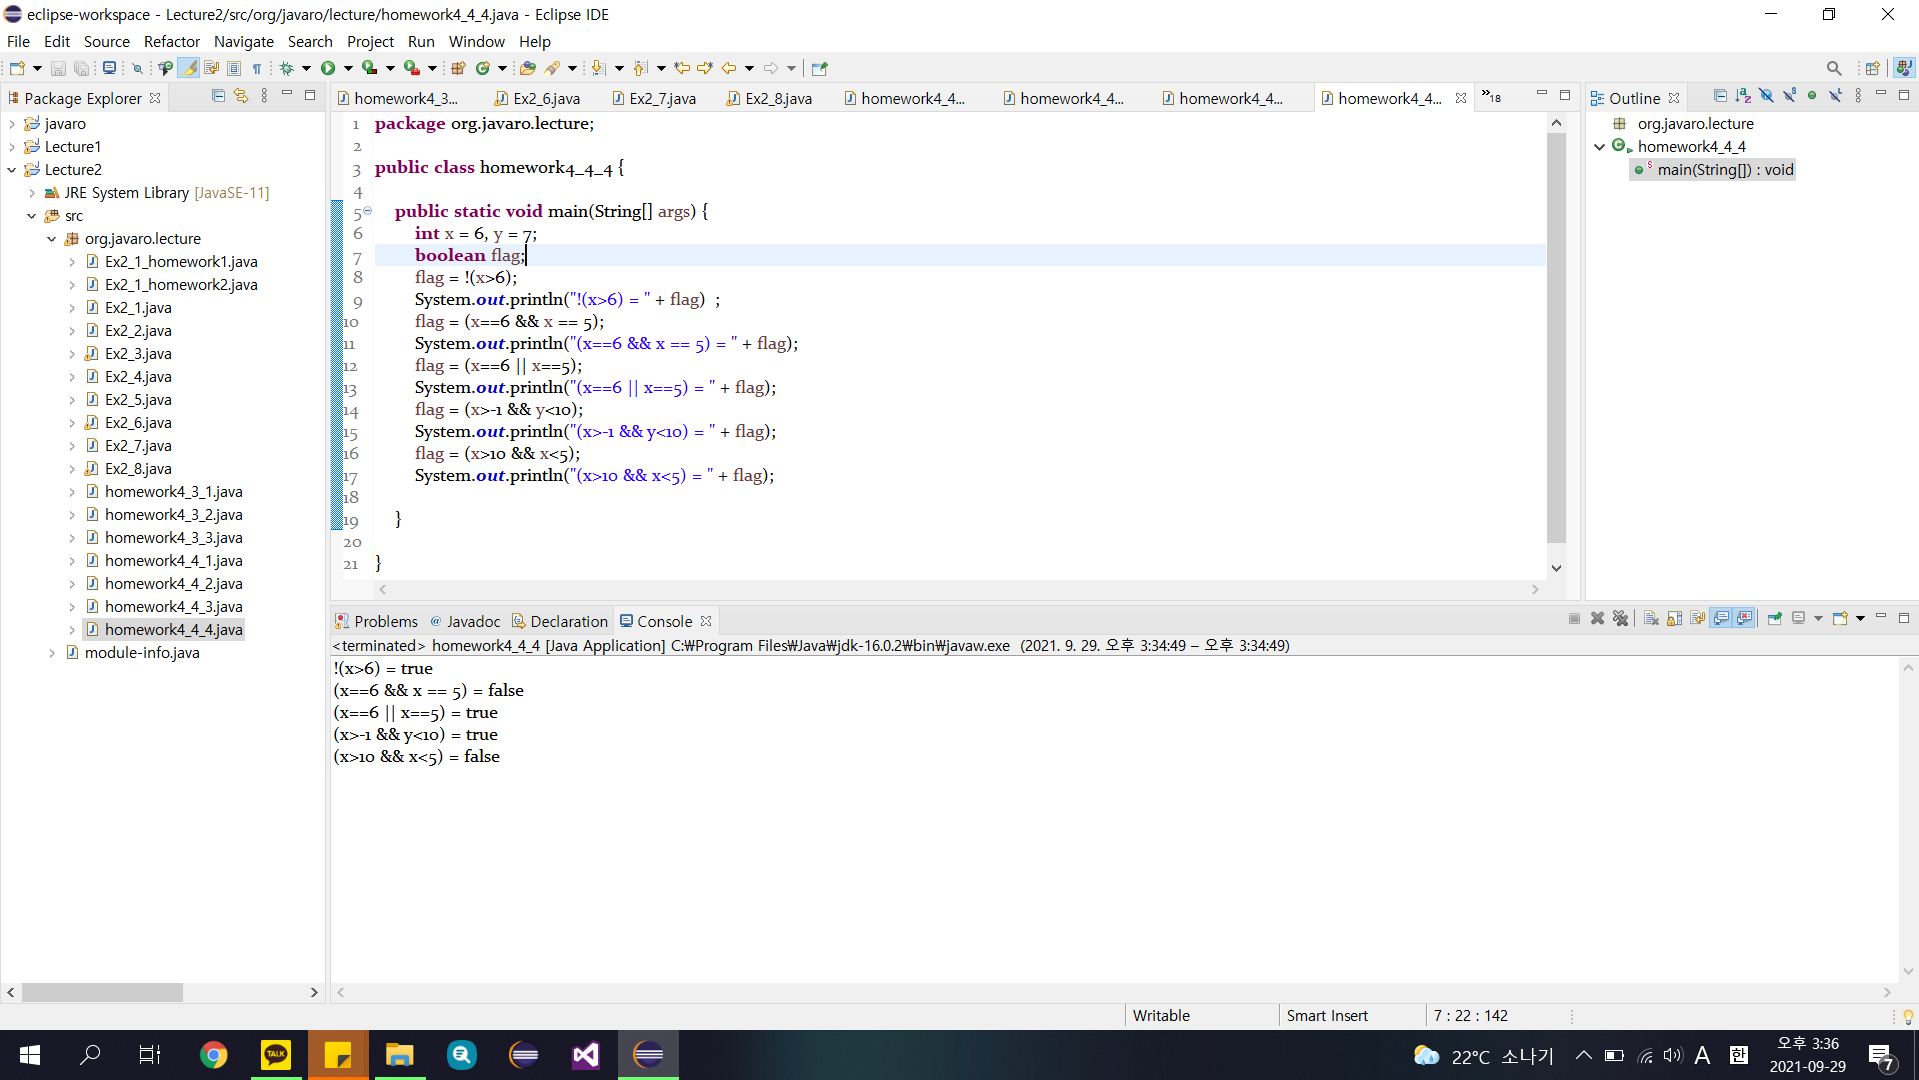 eclipse-workspace - Lecture2/src/org/javaro/lecture/homework4_4_4.java - Eclipse IDE
File Edit Source Refactor Navigate Search Project Run Window Help
Package Explorer
javaro
Lecture1
Lecture2
JRE System Library [JavaSE-11]
src
org.javaro.lecture
Ex2_1_homework1.java
Ex2_1_homework2.java
Ex2_1.java
Ex2_2.java
Ex2_3.java
Ex2_4.java
Ex2_5.java
Ex2_6.java
Ex2_7.java
Ex2_8.java
homework4_3_1.java
homework4_3_2.java
homework4_3_3.java
homework4_4_1.java
homework4_4_2.java
homework4_4_3.java
homework4_4_4.java
module-info.java
homework4_3... Ex2_6.java Ex2_7.java Ex2_8.java homework4_4... homework4_4... homework4_4... homework4_4... »18
1 package org.javaro.lecture;
2
3 public class homework4_4_4 {
4
5 public static void main(String[] args) {
6 int x = 6, y = 7;
7 boolean flag;
8 flag = !(x>6);
9 System.out.println("!(x>6) = " + flag)  ;
10 flag = (x==6 && x == 5);
11 System.out.println("(x==6 && x == 5) = " + flag);
12 flag = (x==6 || x==5);
13 System.out.println("(x==6 || x==5) = " + flag);
14 flag = (x>-1 && y<10);
15 System.out.println("(x>-1 && y<10) = " + flag);
16 flag = (x>10 && x<5);
17 System.out.println("(x>10 && x<5) = " + flag);
18
19 }
20
21 }
Outline
org.javaro.lecture
homework4_4_4
main(String[]) : void
Problems @ Javadoc Declaration Console
<terminated> homework4_4_4 [Java Application] C:₩Program Files₩Java₩jdk-16.0.2₩bin₩javaw.exe (2021. 9. 29. 오후 3:34:49 – 오후 3:34:49)
!(x>6) = true
(x==6 && x == 5) = false
(x==6 || x==5) = true
(x>-1 && y<10) = true
(x>10 && x<5) = false
Writable Smart Insert 7 : 22 : 142
TALK
22℃ 소나기 A 한 오후 3:36
2021-09-29
7